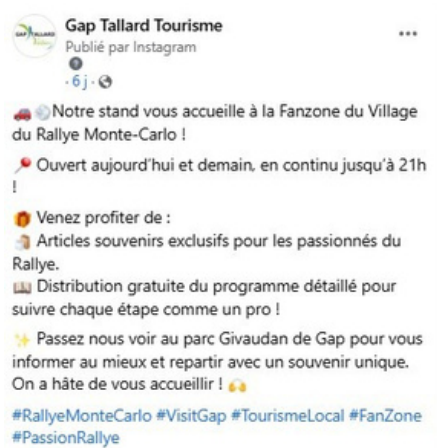 GAP TALLARD
Gap Tallard Tourisme
Publié par Instagram
· 6 j ·
Notre stand vous accueille à la Fanzone du Village
du Rallye Monte-Carlo !
Ouvert aujourd'hui et demain, en continu jusqu'à 21h
!
Venez profiter de :
Articles souvenirs exclusifs pour les passionnés du
Rallye.
Distribution gratuite du programme détaillé pour
suivre chaque étape comme un pro !
Passez nous voir au parc Givaudan de Gap pour vous
informer au mieux et repartir avec un souvenir unique.
On a hâte de vous accueillir !
#RallyeMonteCarlo #VisitGap #TourismeLocal #FanZone
#PassionRallye